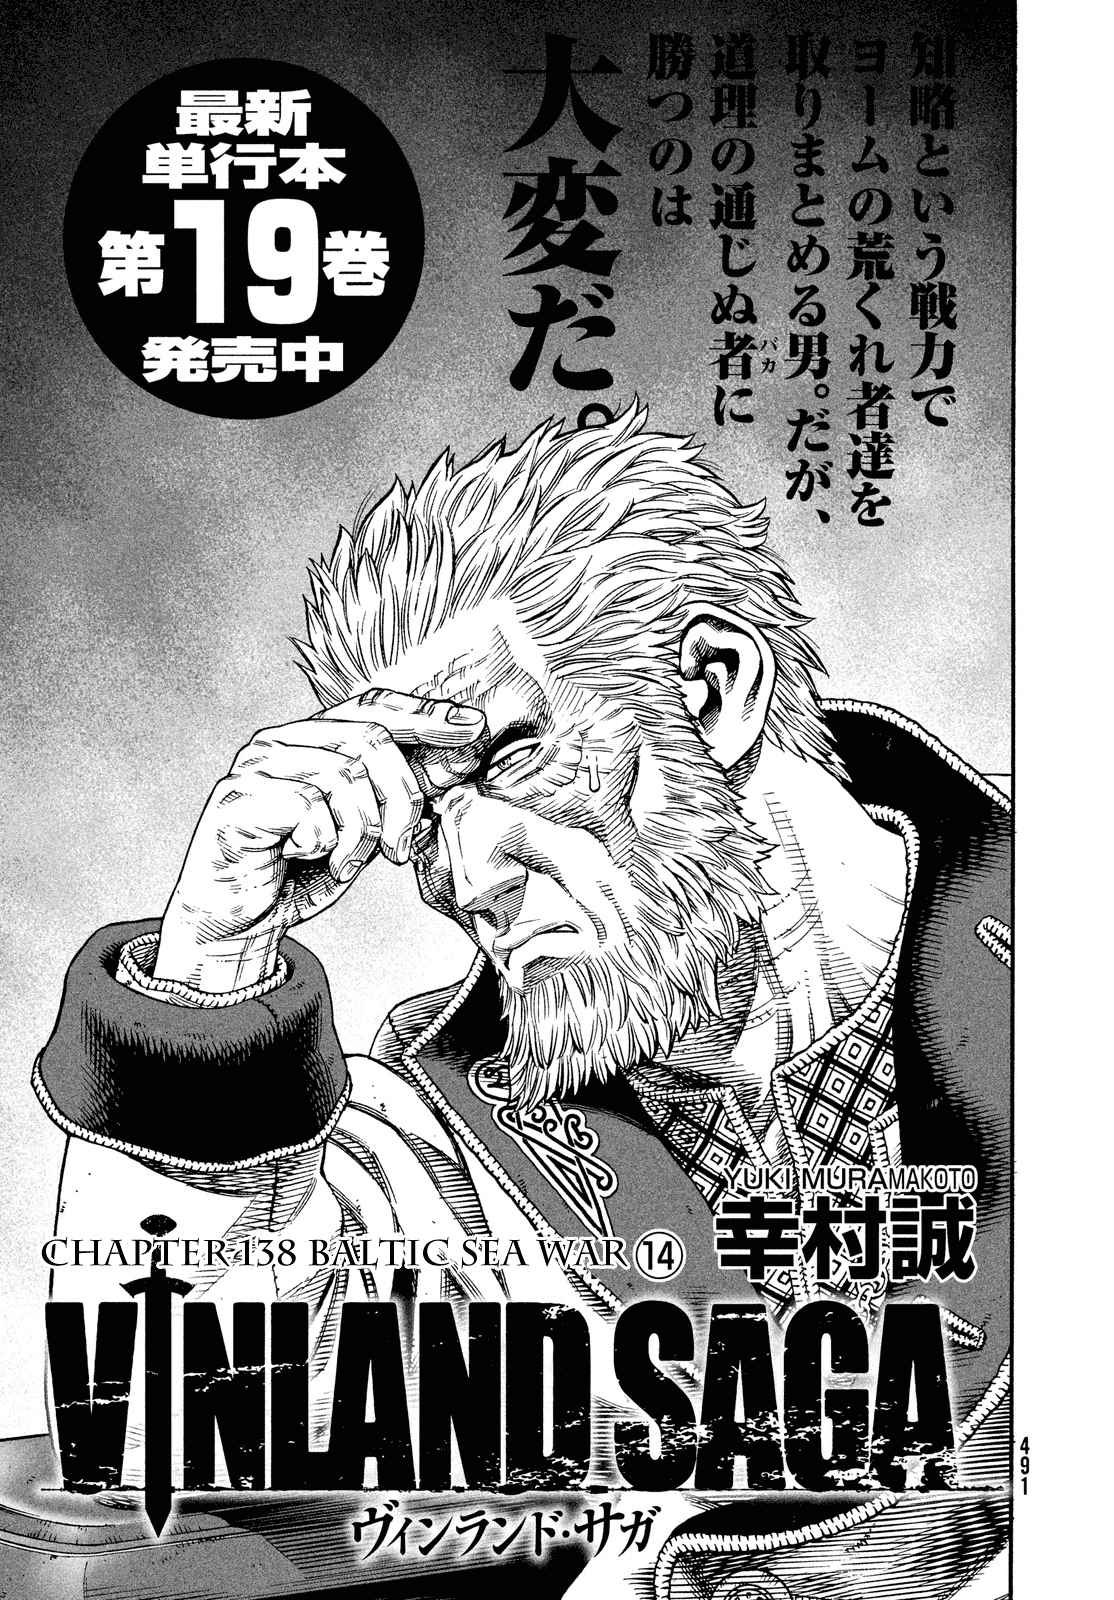 知略という戦力で
ヨームの荒くれ者達を
取りまとめる男。だが、
道理の通じぬ者に
バカ
勝つのは
大変だ。
最新
単行本
第19巻
発売中
YUKIMURA MAKOTO
幸村誠
CHAPTER 138 BALTIC SEA WAR ⑭
VINLAND SAGA
ヴィンランド・サガ
491